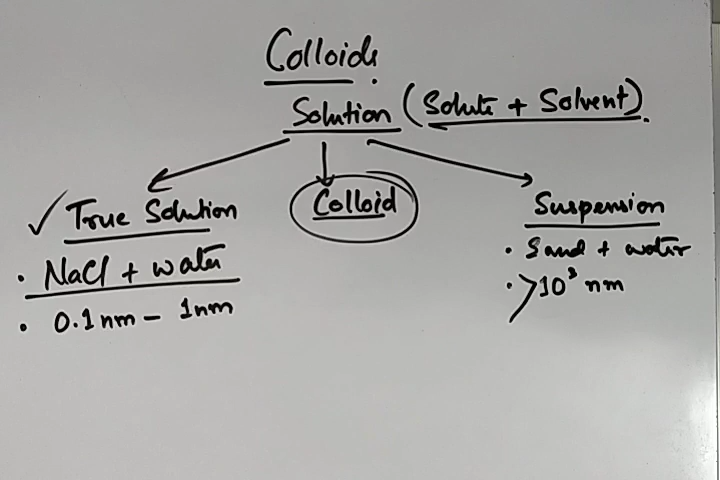 Colloids.
Solution (Solute + Solvent).
✓ True Solution
• NaCl + water
• 0.1nm - 1nm
Colloid
Suspension
• Sand + water
• >10³ nm